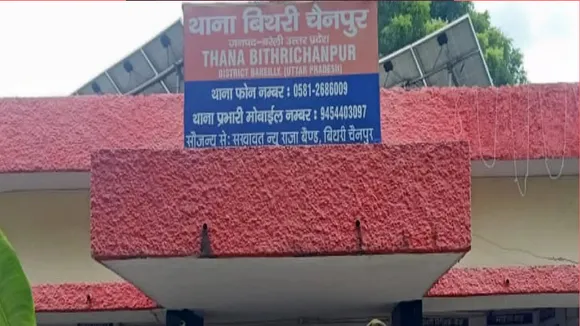 थाना बिथरी चैनपुर
जनपद-बरेली उत्तर प्रदेश
THANA BITHRICHANPUR
DISTRICT BAREILLY, (UTTAR PRADESH)
थाना फोन नम्बर : 0581-2686009
थाना प्रभारी मोबाईल नम्बर : 9454403097
सौजन्य से: सखावत न्यू राजा बैण्ड, बिथरी चैनपुर